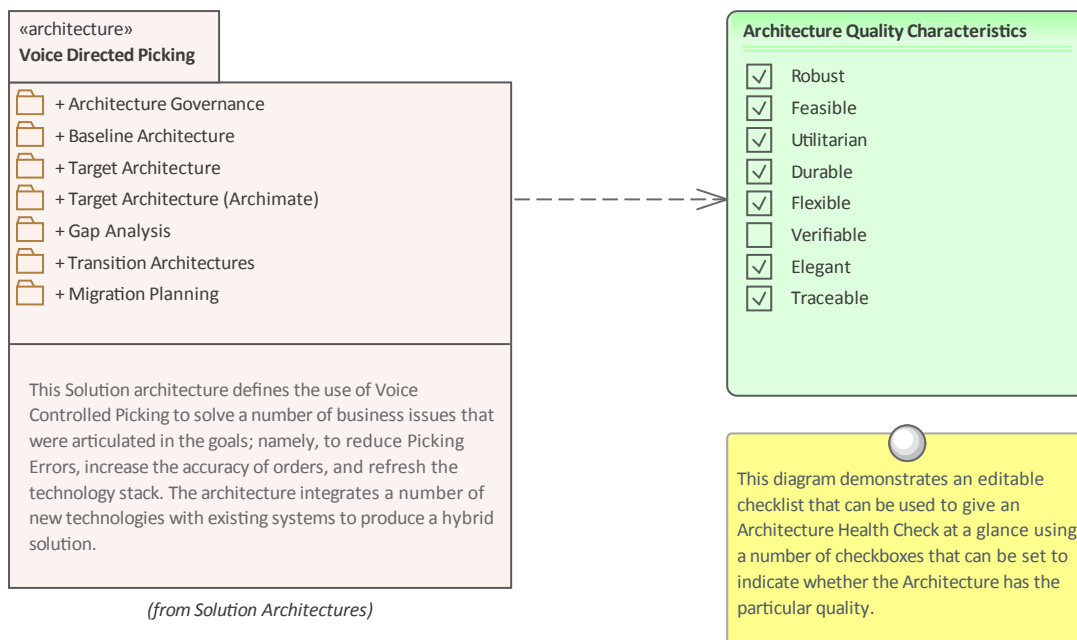 «architecture»
Voice Directed Picking
+ Architecture Governance
+ Baseline Architecture
+ Target Architecture
+ Target Architecture (Archimate)
+ Gap Analysis
+ Transition Architectures
+ Migration Planning
This Solution architecture defines the use of Voice
Controlled Picking to solve a number of business issues that
were articulated in the goals; namely, to reduce Picking
Errors, increase the accuracy of orders, and refresh the
technology stack. The architecture integrates a number of
new technologies with existing systems to produce a hybrid
solution.
(from Solution Architectures)
Architecture Quality Characteristics
Robust
Feasible
Utilitarian
Durable
Flexible
Verifiable
Elegant
Traceable
This diagram demonstrates an editable
checklist that can be used to give an
Architecture Health Check at a glance using
a number of checkboxes that can be set to
indicate whether the Architecture has the
particular quality.